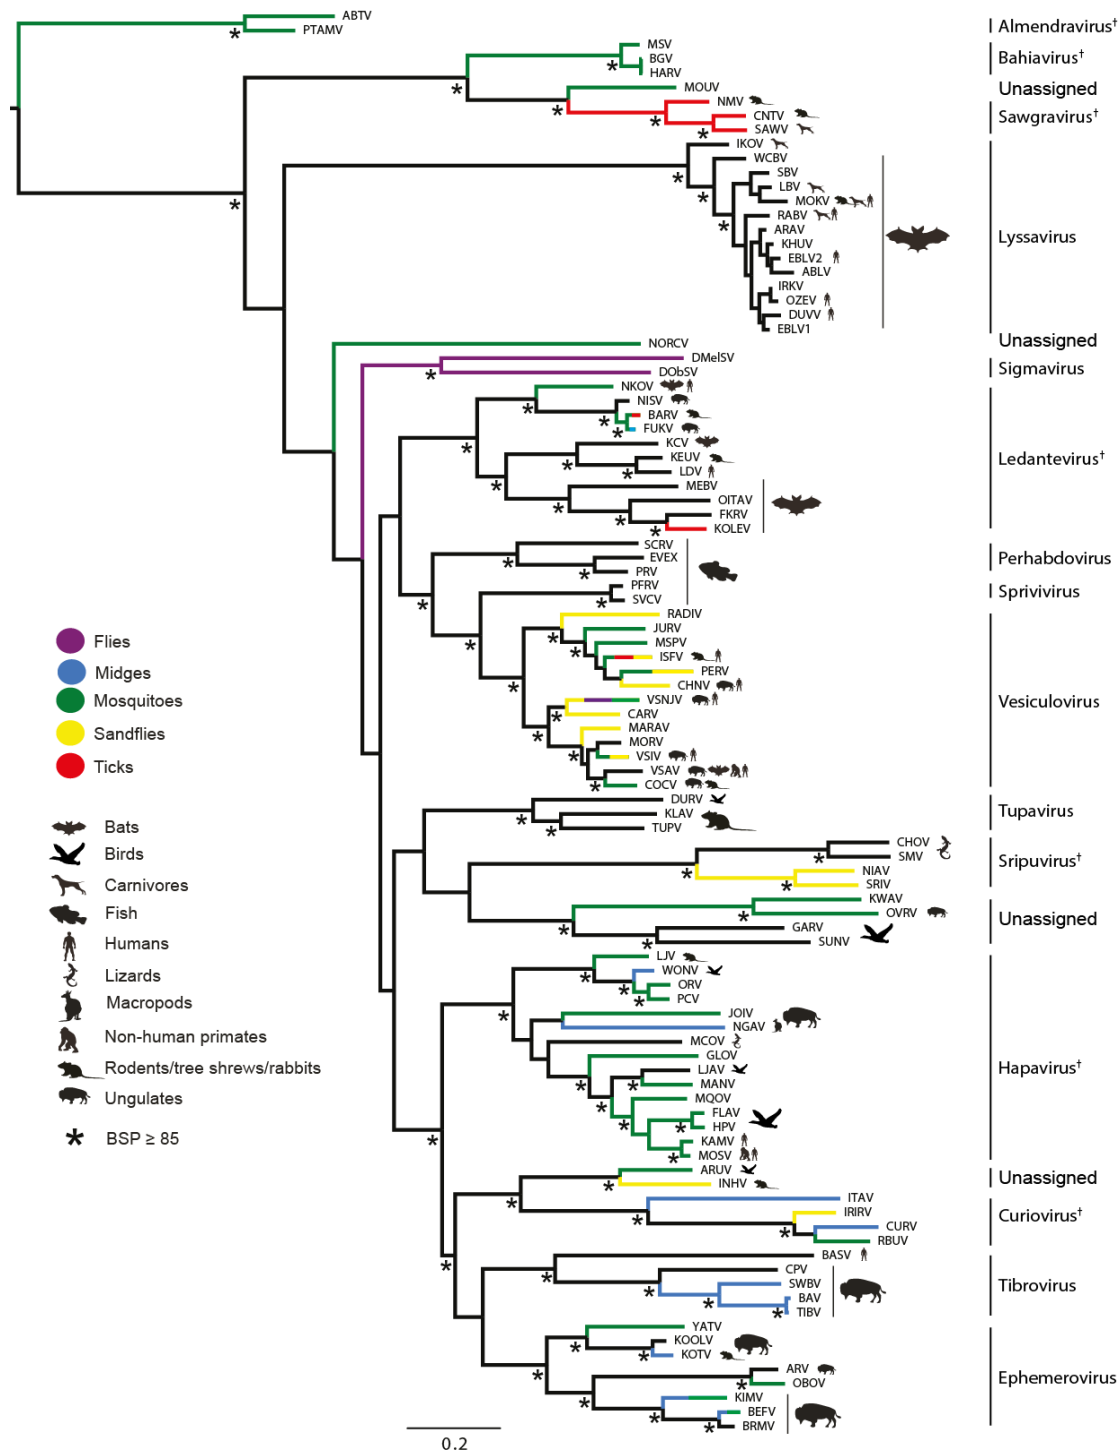 ABTV
PTAMV
Almendravirus†
MSV
BGV
HARV
Bahiavirus†
MOUV
Unassigned
NMV
CNTV
SAWV
Sawgravirus†
IKOV
WCBV
SBV
LBV
MOKV
RABV
ARAV
KHUV
EBLV2
ABLV
IRKV
OZEV
DUVV
EBLV1
Lyssavirus
NORCV
Unassigned
DMelSV
DObSV
Sigmavirus
NKOV
NISV
BARV
FUKV
KCV
KEUV
LDV
MEBV
OITAV
FKRV
KOLEV
Ledantevirus†
SCRV
EVEX
PRV
Perhabdovirus
PFRV
SVCV
Sprivivirus
RADIV
JURV
MSPV
ISFV
PERV
CHNV
VSNJV
CARV
MARAV
MORV
VSIV
VSAV
COCV
Vesiculovirus
DURV
KLAV
TUPV
Tupavirus
CHOV
SMV
NIAV
SRIV
Sripuvirus†
KWAV
OVRV
GARV
SUNV
Unassigned
LJV
WONV
ORV
PCV
JOIV
NGAV
MCOV
GLOV
LJAV
MANV
MQOV
FLAV
HPV
KAMV
MOSV
Hapavirus†
ARUV
INHV
Unassigned
ITAV
IRIRV
CURV
RBUV
Curiovirus†
BASV
CPV
SWBV
BAV
TIBV
Tibrovirus
YATV
KOOLV
KOTV
ARV
OBOV
KIMV
BEFV
BRMV
Ephemerovirus
Flies
Midges
Mosquitoes
Sandflies
Ticks
Bats
Birds
Carnivores
Fish
Humans
Lizards
Macropods
Non-human primates
Rodents/tree shrews/rabbits
Ungulates
* BSP ≥ 85
0.2